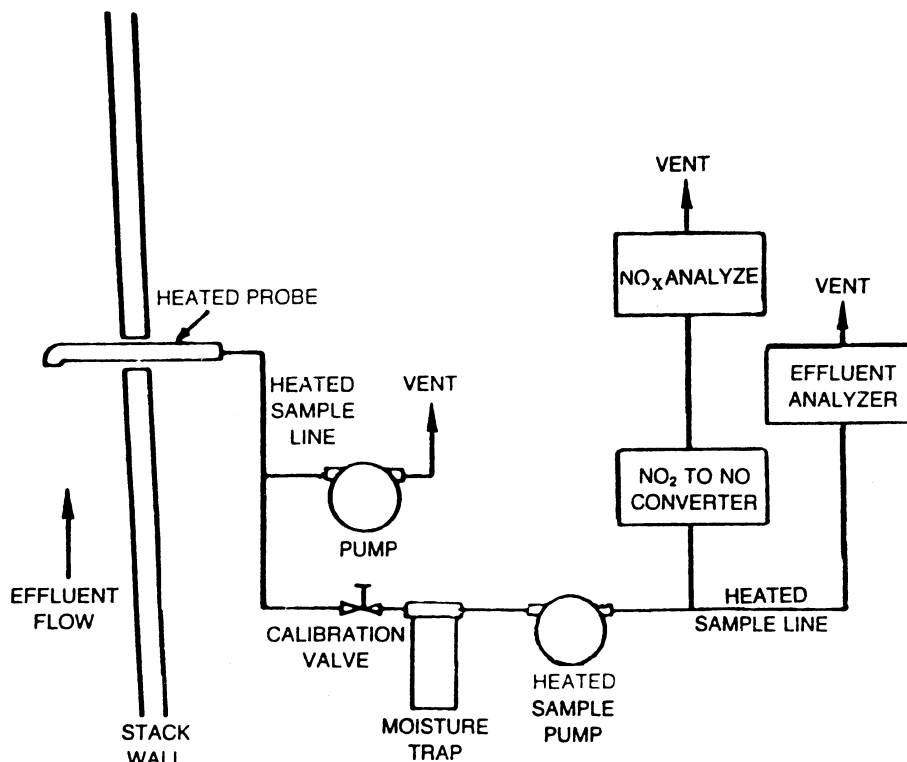 VENT
NOX ANALYZE
VENT
HEATED PROBE
EFFLUENT
ANALYZER
HEATED
SAMPLE
LINE
VENT
NO₂ TO NO
CONVERTER
PUMP
EFFLUENT
FLOW
HEATED
SAMPLE LINE
CALIBRATION
VALVE
HEATED
SAMPLE
PUMP
MOISTURE
TRAP
STACK
WALL